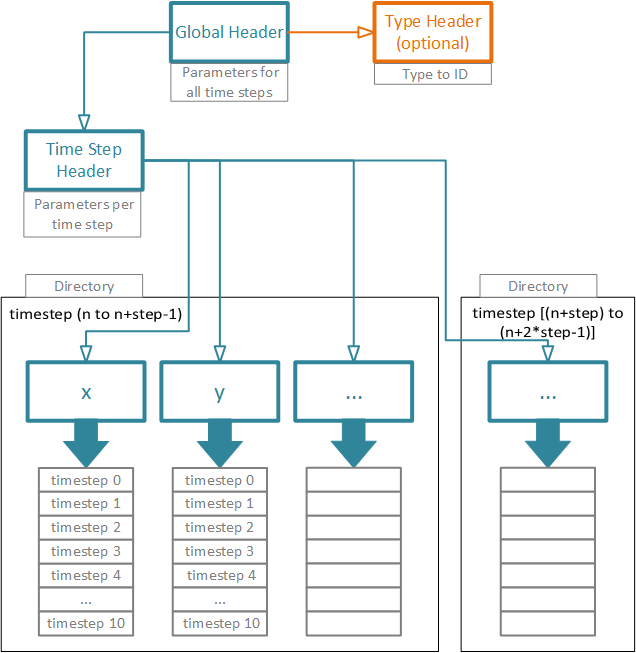 Global Header
Parameters for
all time steps
Type Header
(optional)
Type to ID
Time Step
Header
Parameters per
time step
Directory
timestep (n to n+step-1)
x
y
...
timestep 0
timestep 1
timestep 2
timestep 3
timestep 4
...
timestep 10
timestep 0
timestep 1
timestep 2
timestep 3
timestep 4
...
timestep 10
Directory
timestep [(n+step) to
(n+2*step-1)]
...